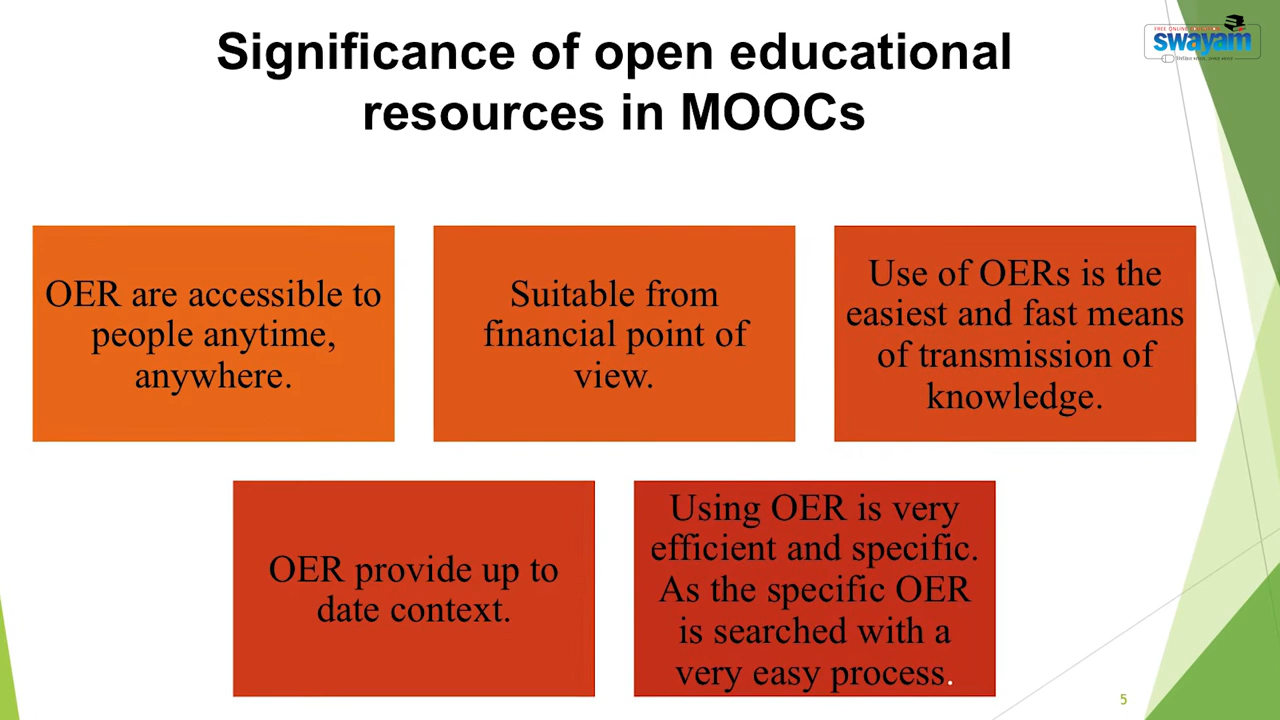 Significance of open educational
resources in MOOCs
FREE ONLINE
swayam
OER are accessible to
people anytime,
anywhere.
Suitable from
financial point of
view.
Use of OERs is the
easiest and fast means
of transmission of
knowledge.
OER provide up to
date context.
Using OER is very
efficient and specific.
As the specific OER
is searched with a
very easy process.
5